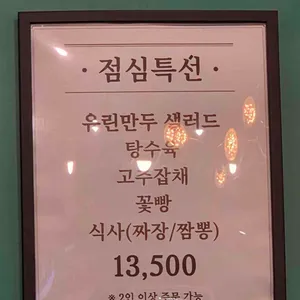 · 점심특선 ·
유린만두 샐러드
탕수육
고추잡채
꽃빵
식사(짜장/짬뽕)
13,500
※ 2인 이상 주문 가능